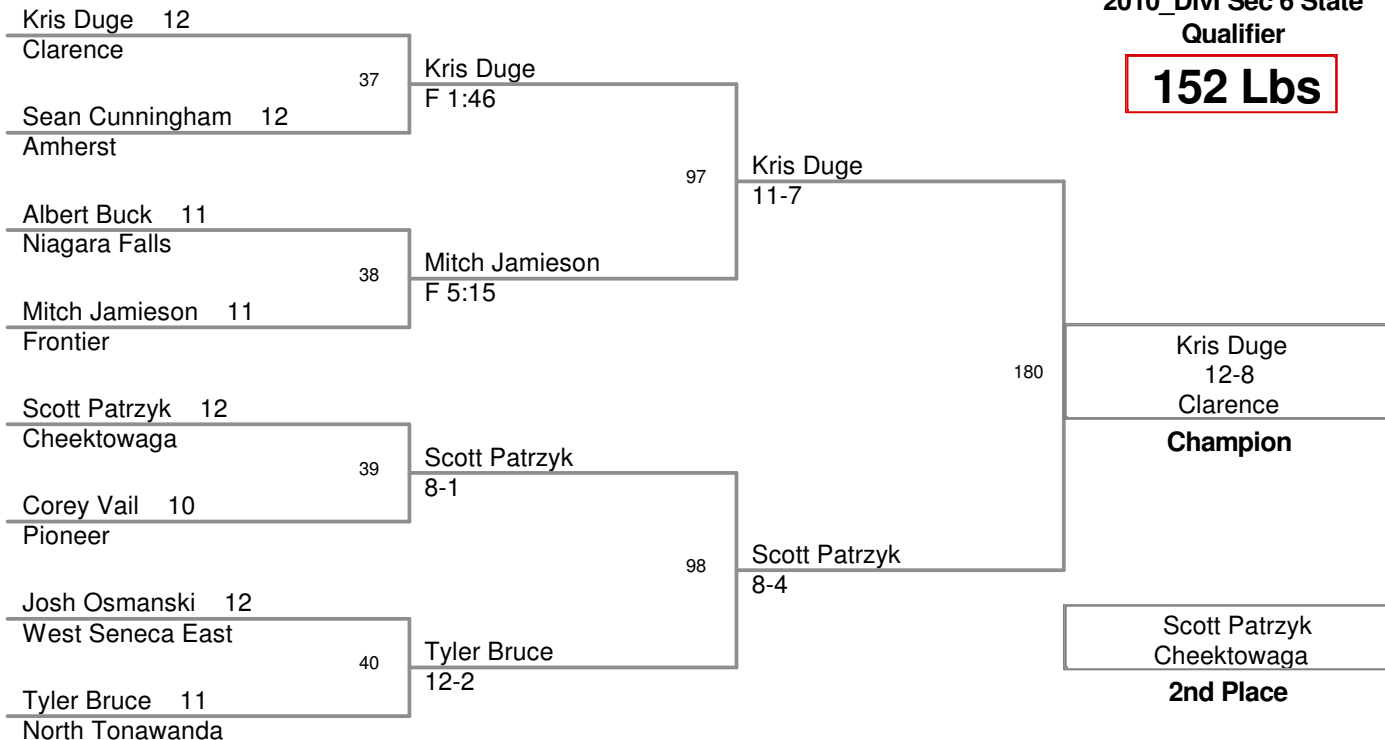 2010_DivI Sec 6 State
Qualifier
152 Lbs
Kris Duge 12
Clarence
37
Sean Cunningham 12
Amherst
Kris Duge
F 1:46
Albert Buck 11
Niagara Falls
38
Mitch Jamieson 11
Frontier
Mitch Jamieson
F 5:15
97
Kris Duge
11-7
Scott Patrzyk 12
Cheektowaga
39
Corey Vail 10
Pioneer
Scott Patrzyk
8-1
Josh Osmanski 12
West Seneca East
40
Tyler Bruce 11
North Tonawanda
Tyler Bruce
12-2
98
Scott Patrzyk
8-4
180
Kris Duge
12-8
Clarence
Champion
Scott Patrzyk
Cheektowaga
2nd Place